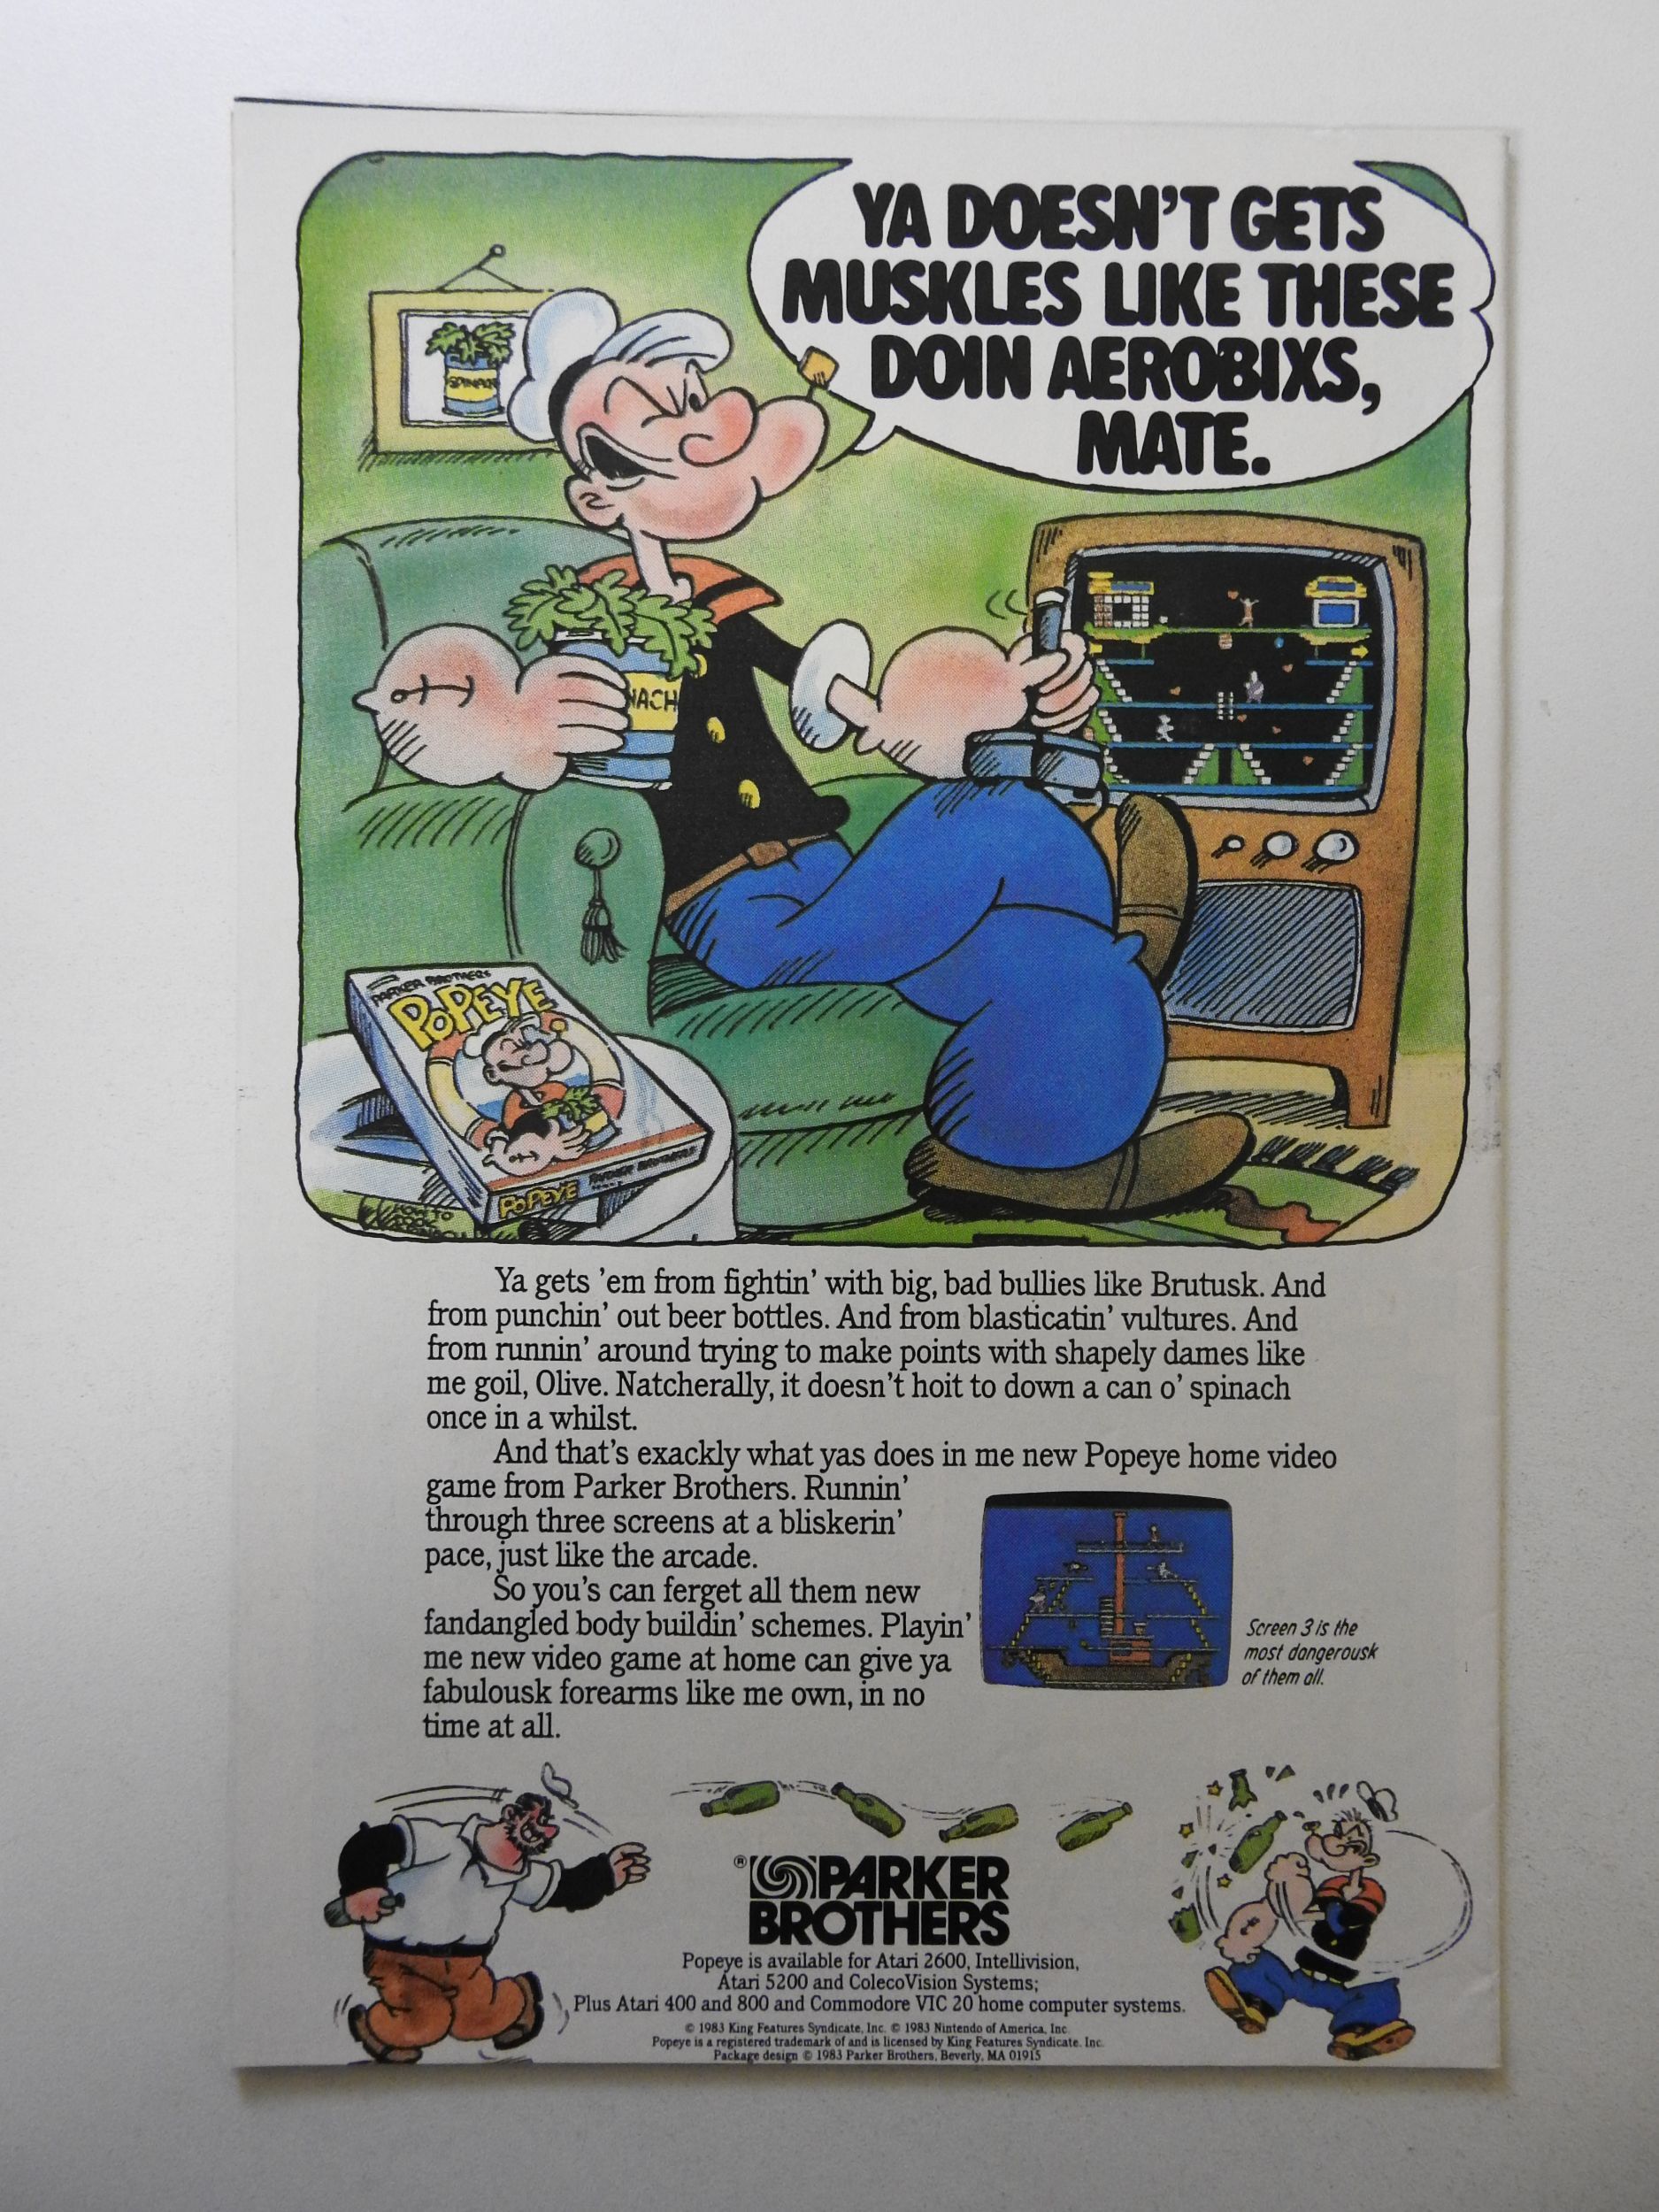 YA DOESN'T GETS
MUSKLES LIKE THESE
DOIN AEROBIXS,
MATE.
SPINACH
NACH
PARKER BROTHERS
POPEYE
POPEYE
PARKER BROTHERS
HOW TO
COOK
Ya gets 'em from fightin' with big, bad bullies like Brutusk. And
from punchin' out beer bottles. And from blasticatin' vultures. And
from runnin' around trying to make points with shapely dames like
me goil, Olive. Natcherally, it doesn't hoit to down a can o' spinach
once in a whilst.
And that's exackly what yas does in me new Popeye home video
game from Parker Brothers. Runnin'
through three screens at a bliskerin'
pace, just like the arcade.
So you's can ferget all them new
fandangled body buildin' schemes. Playin'
me new video game at home can give ya
fabulousk forearms like me own, in no
time at all.
Screen 3 is the
most dangerousk
of them all.
® PARKER
BROTHERS
Popeye is available for Atari 2600, Intellivision,
Atari 5200 and ColecoVision Systems;
Plus Atari 400 and 800 and Commodore VIC 20 home computer systems.
© 1983 King Features Syndicate, Inc. © 1983 Nintendo of America, Inc.
Popeye is a registered trademark of and is licensed by King Features Syndicate. Inc.
Package design © 1983 Parker Brothers, Beverly, MA 01915